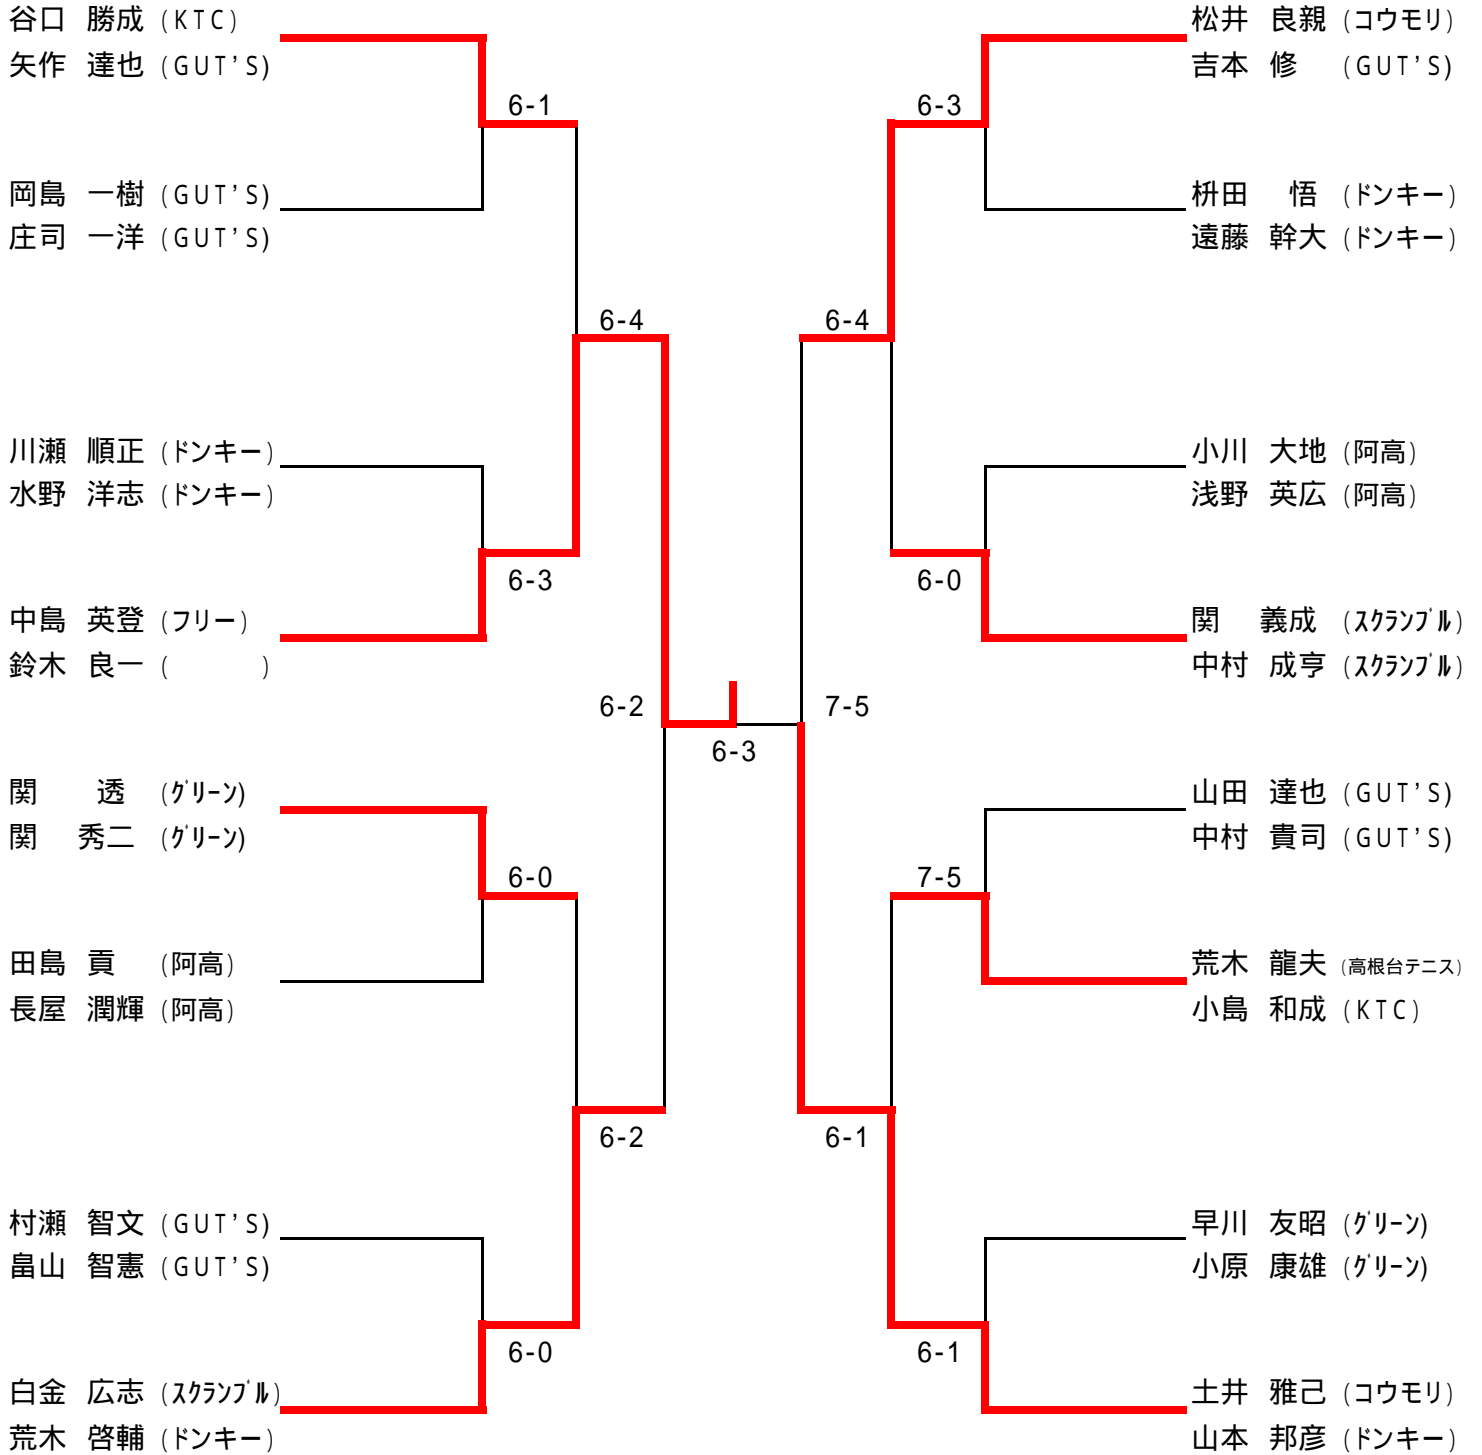 谷口 勝成 (KTC)
矢作 達也 (GUT'S)
6-1
岡島 一樹 (GUT'S)
庄司 一洋 (GUT'S)
6-4
川瀬 順正 (ドンキー)
水野 洋志 (ドンキー)
6-3
中島 英登 (フリー)
鈴木 良一 ( )
6-2
関 透 (グリーン)
関 秀二 (グリーン)
6-0
田島 貢 (阿高)
長屋 潤輝 (阿高)
6-2
村瀬 智文 (GUT'S)
畠山 智憲 (GUT'S)
6-0
白金 広志 (スクランブル)
荒木 啓輔 (ドンキー)
6-3
松井 良親 (コウモリ)
吉本 修 (GUT'S)
6-3
枡田 悟 (ドンキー)
遠藤 幹大 (ドンキー)
6-4
小川 大地 (阿高)
浅野 英広 (阿高)
6-0
関 義成 (スクランブル)
中村 成亨 (スクランブル)
7-5
山田 達也 (GUT'S)
中村 貴司 (GUT'S)
7-5
荒木 龍夫 (高根台テニス)
小島 和成 (KTC)
6-1
早川 友昭 (グリーン)
小原 康雄 (グリーン)
6-1
土井 雅己 (コウモリ)
山本 邦彦 (ドンキー)